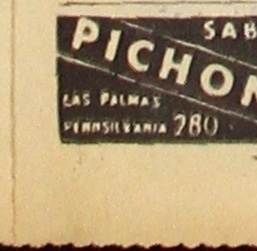 SAB
PICHON
LAS PALMAS
PENNSILVANIA 280